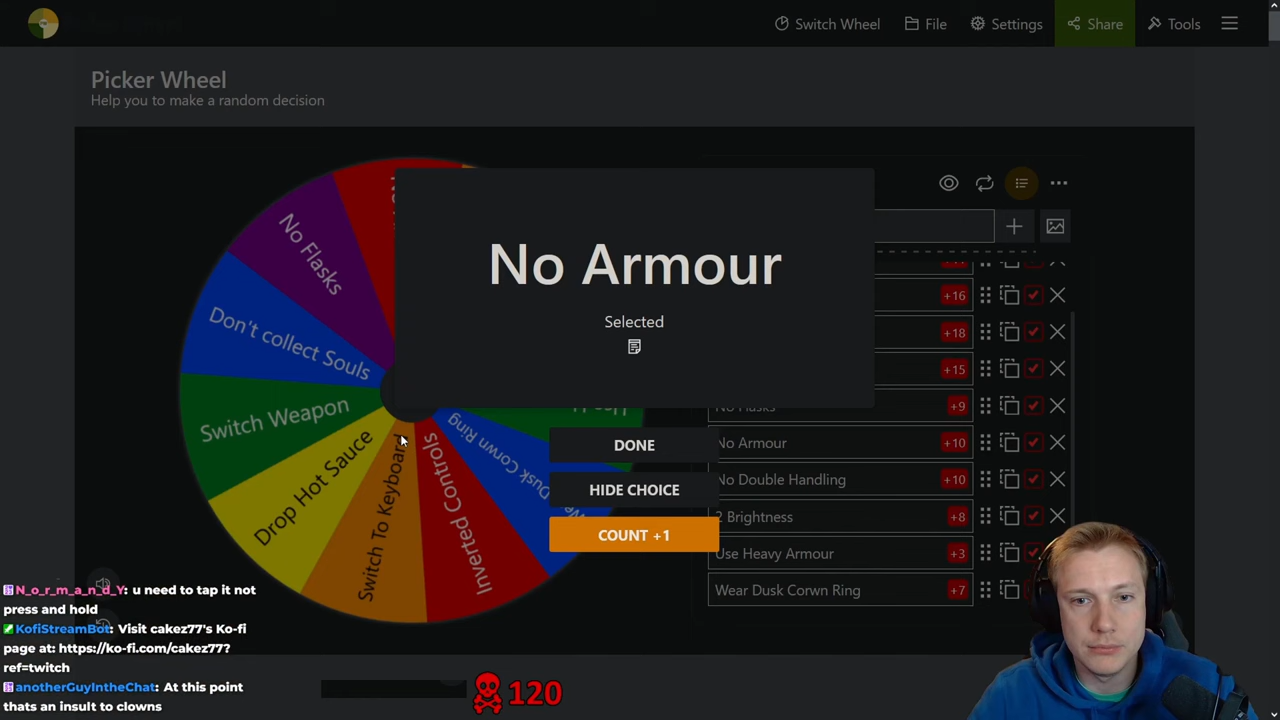 Switch Wheel
File
Settings
Share
Tools
Picker Wheel
Help you to make a random decision
No Armour
Selected
DONE
HIDE CHOICE
COUNT +1
No Flasks
Don't collect Souls
Switch Weapon
Drop Hot Sauce
Switch To Keyboard
Inverted Controls
Dusk Corwn Ring
+16
+18
+15
No Flasks +9
No Armour +10
No Double Handling +10
2 Brightness +8
Use Heavy Armour +3
Wear Dusk Corwn Ring +7
N_o_r_m_a_n_d_Y: u need to tap it not
press and hold
KofiStreamBot: Visit cakez77's Ko-fi
page at: https://ko-fi.com/cakez77?
ref=twitch
anotherGuyIntheChat: At this point
thats an insult to clowns
120